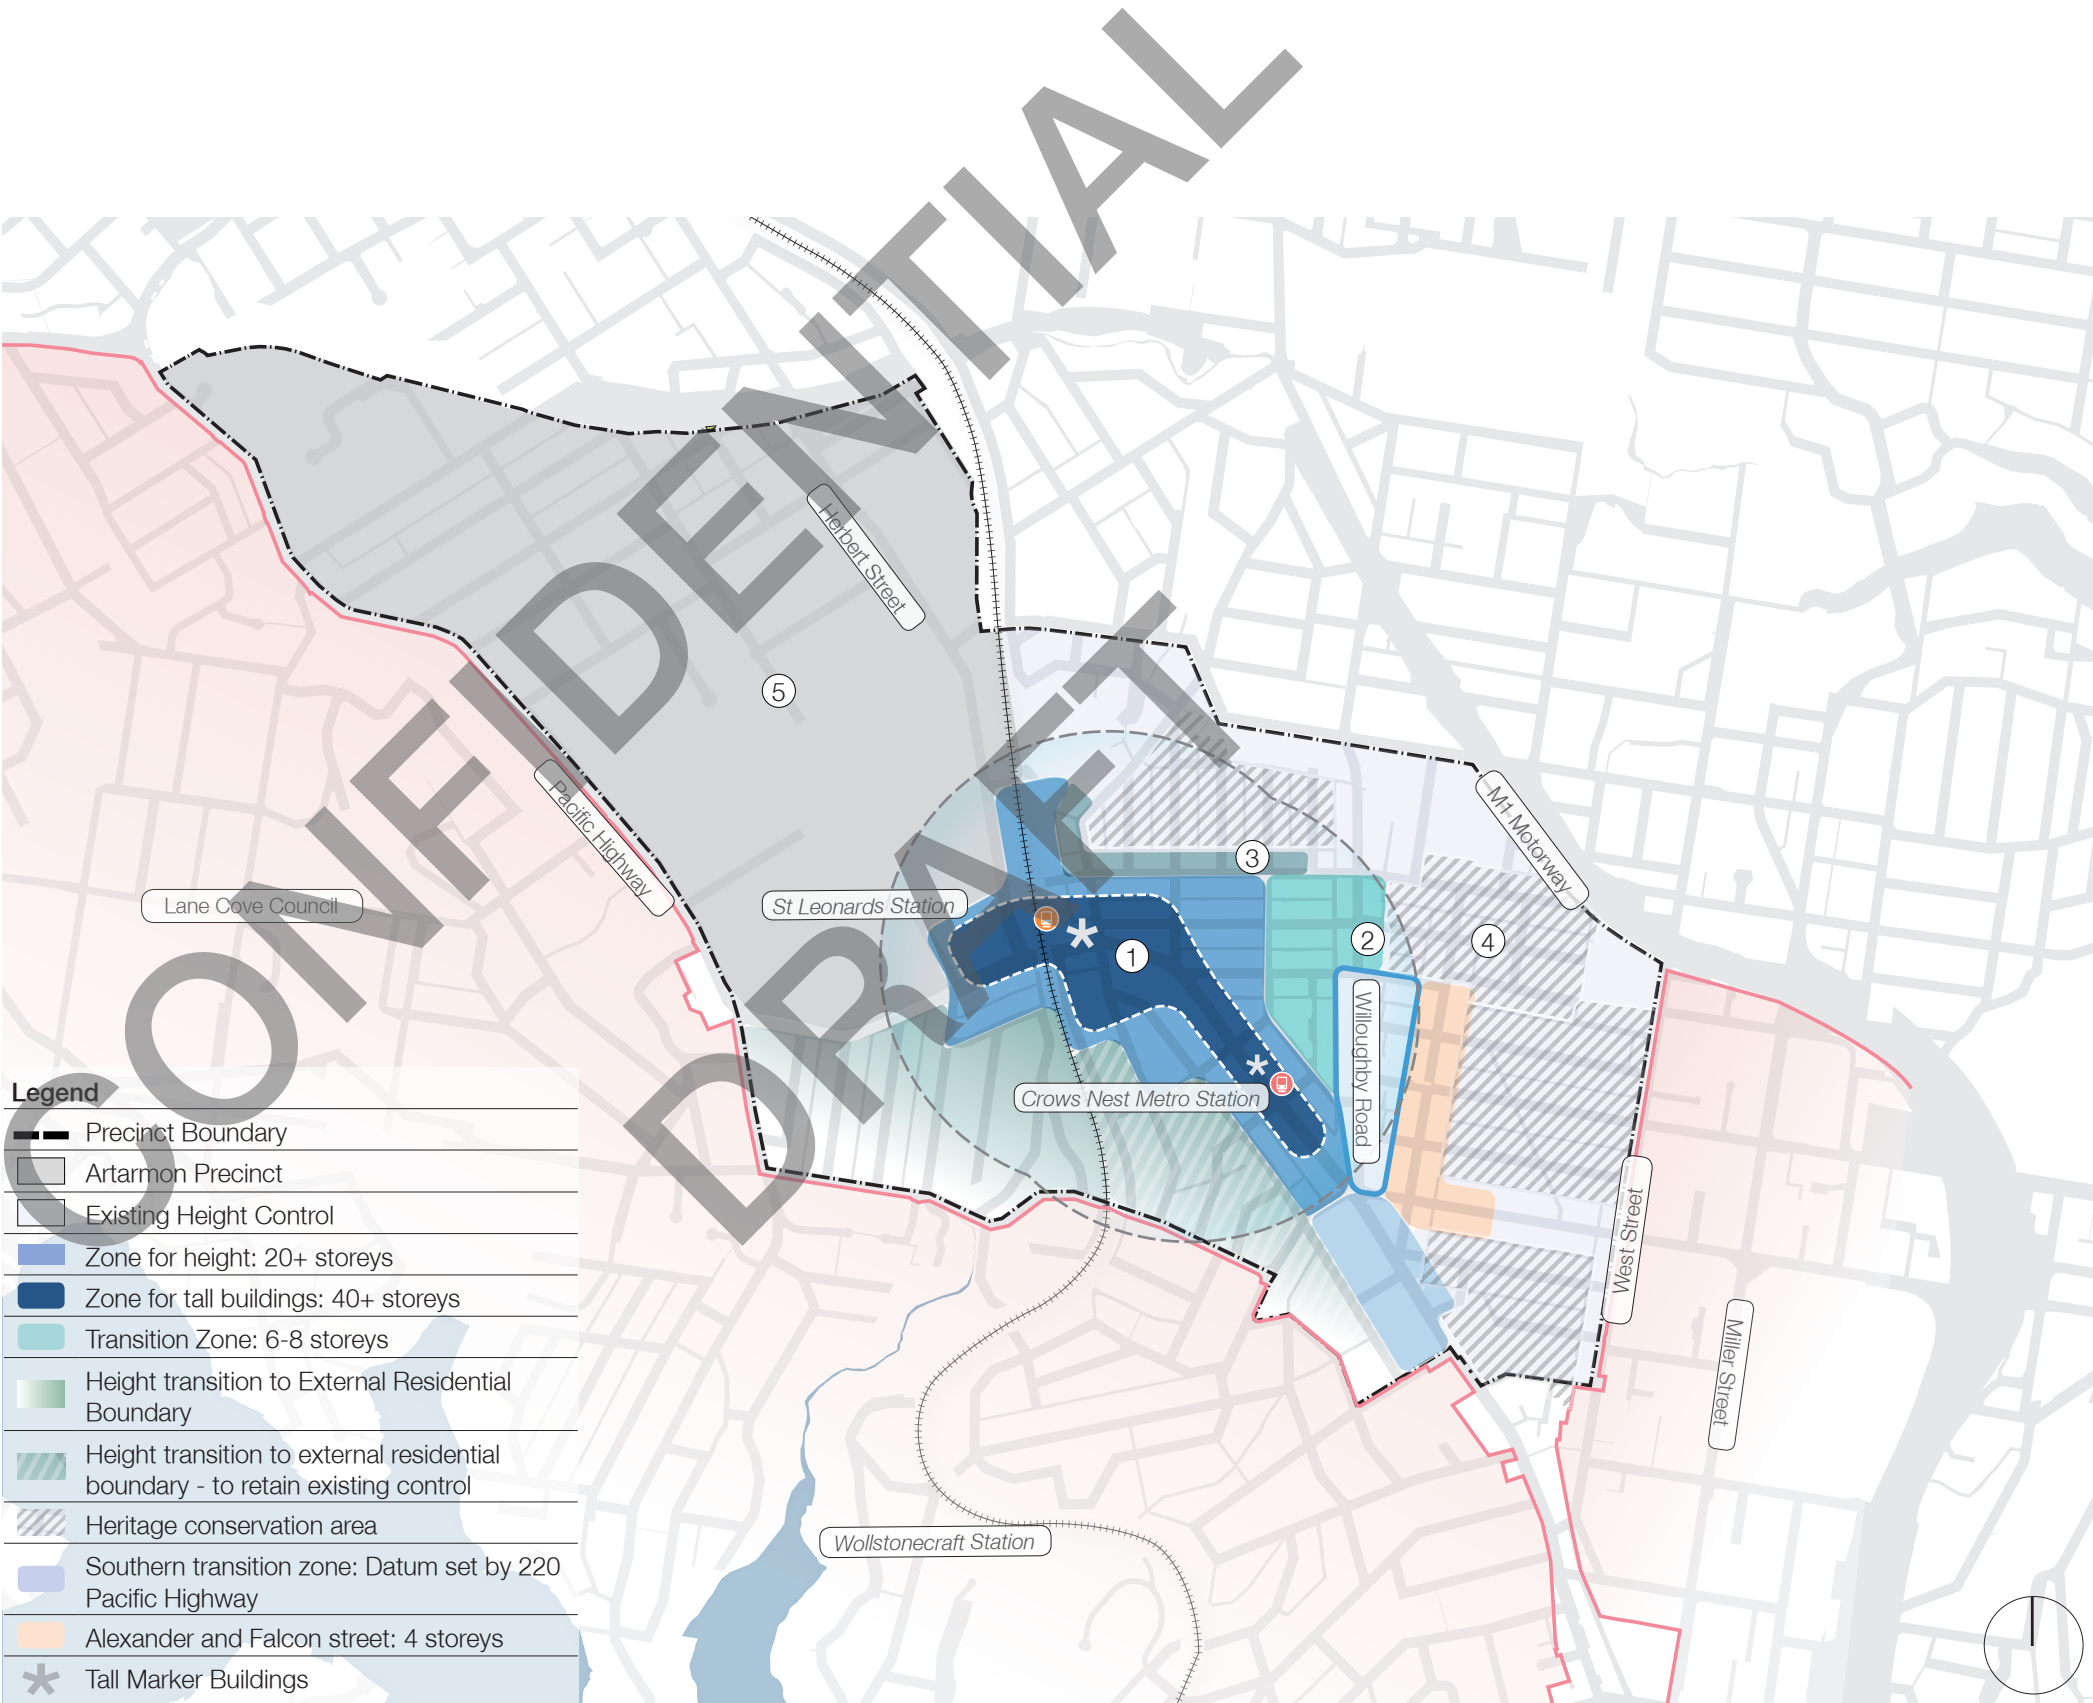 CONFIDENTIAL
DRAFT
Herbert Street
5
Pacific Highway
M1 Motorway
3
Lane Cove Council
St Leonards Station
2
4
1
Willoughby Road
Crows Nest Metro Station
West Street
Miller Street
Wollstonecraft Station
Legend
Precinct Boundary
Artarmon Precinct
Existing Height Control
Zone for height: 20+ storeys
Zone for tall buildings: 40+ storeys
Transition Zone: 6-8 storeys
Height transition to External Residential
Boundary
Height transition to external residential
boundary - to retain existing control
Heritage conservation area
Southern transition zone: Datum set by 220
Pacific Highway
Alexander and Falcon street: 4 storeys
Tall Marker Buildings